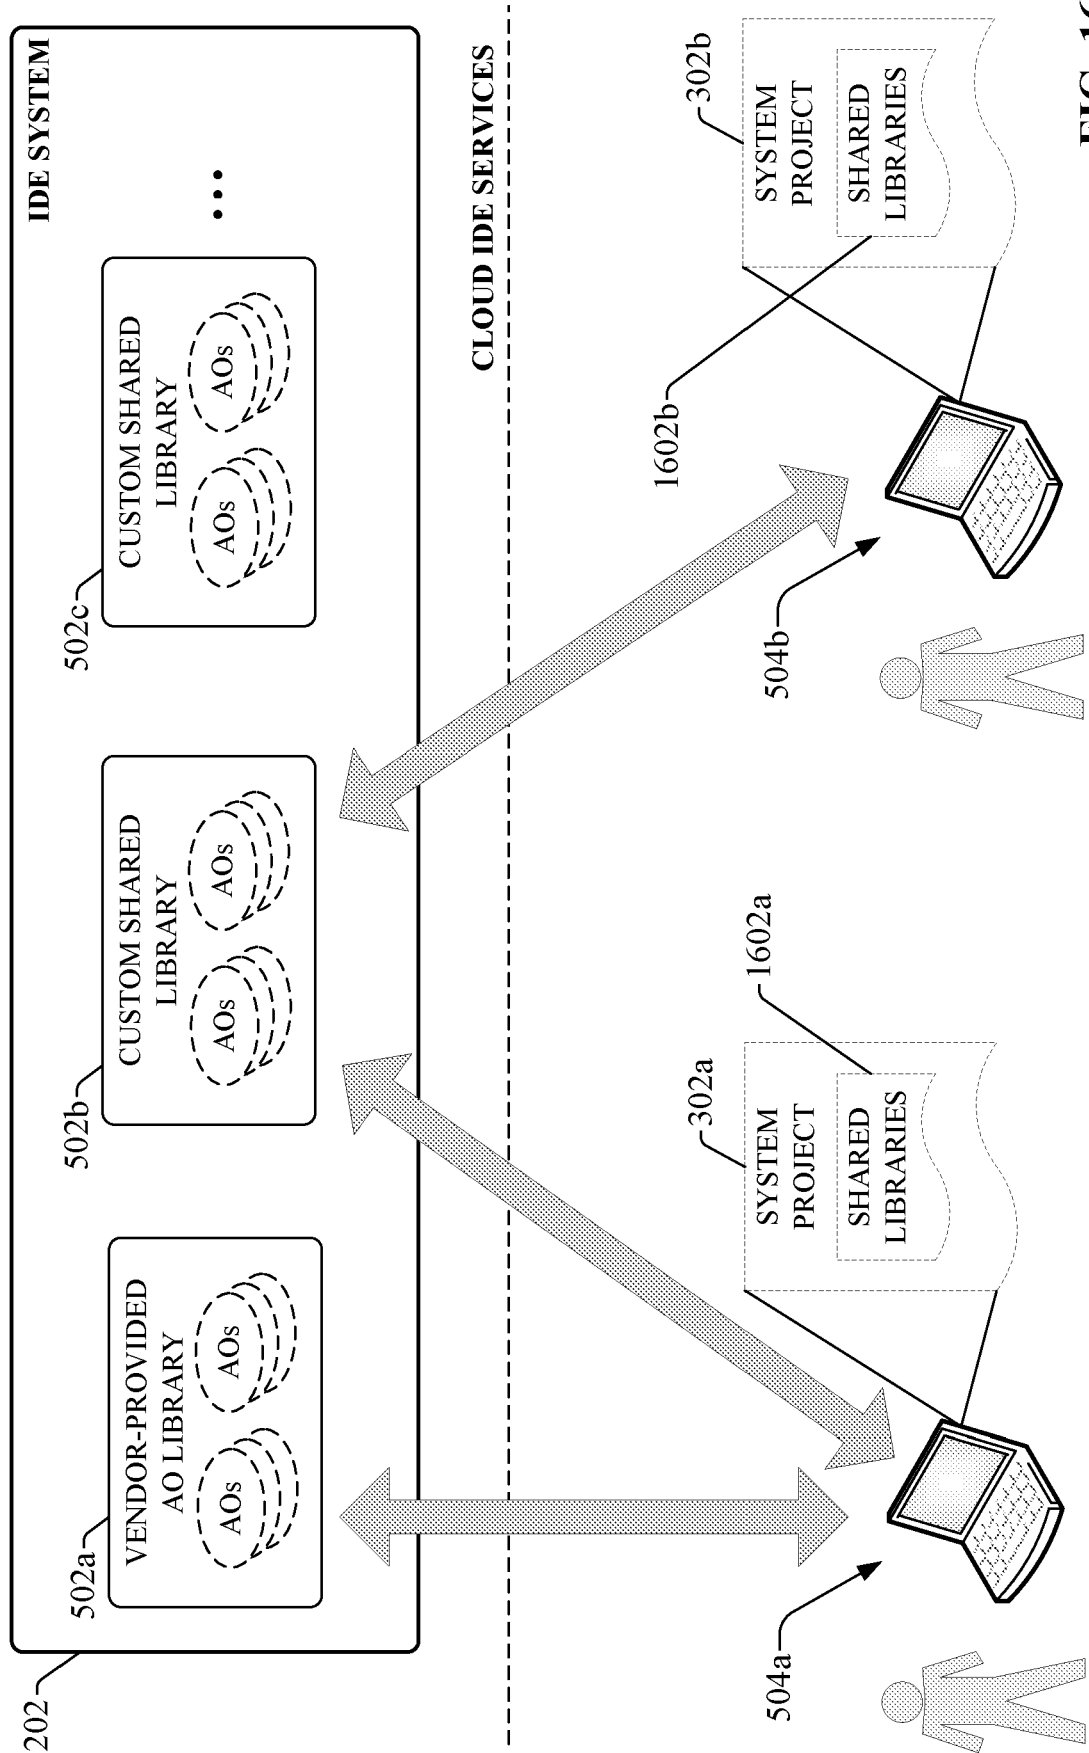 202
IDE SYSTEM
502a
VENDOR-PROVIDED
AO LIBRARY
AOs
AOs
502b
CUSTOM SHARED
LIBRARY
AOs
AOs
502c
CUSTOM SHARED
LIBRARY
AOs
AOs
...
CLOUD IDE SERVICES
504a
302a
SYSTEM
PROJECT
SHARED
LIBRARIES
1602a
504b
1602b
302b
SYSTEM
PROJECT
SHARED
LIBRARIES
FIG.